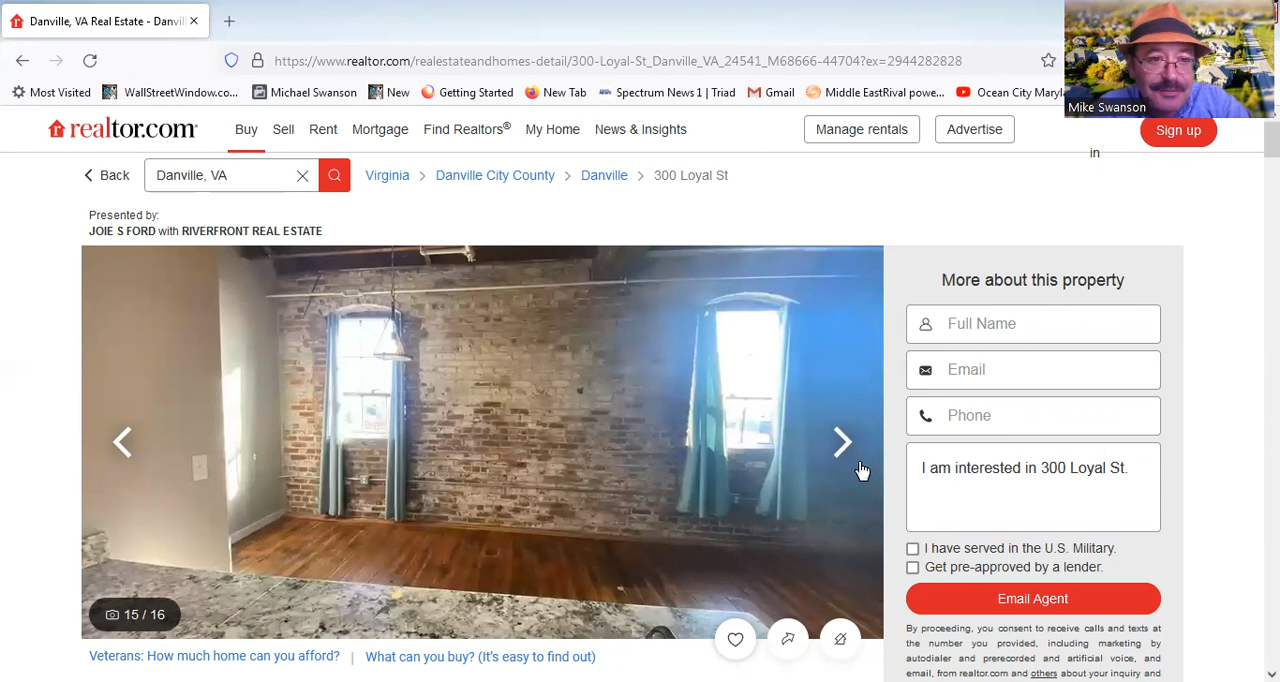 Danville, VA Real Estate - Danvil
https://www.realtor.com/rea
andhome
etail/300-Loyal-St_Danville_VA_24541_M68666-44704?ex=2944282828
Most Visited WallStreetWindow.co... Michael Swanson New Getting Started New Tab Spectrum News 1 | Triad Gmail Middle EastRival powe... Ocean City Maryl
Mike Swanson
realtor.com Buy Sell Rent Mortgage Find Realtors® My Home News & Insights Manage rentals Advertise Sign up
in
Back Danville, VA Virginia > Danville City County > Danville > 300 Loyal St
Presented by:
JOIE S FORD with RIVERFRONT REAL ESTATE
More about this property
Full Name
Email
Phone
I am interested in 300 Loyal St.
I have served in the U.S. Military.
Get pre-approved by a lender.
Email Agent
15 / 16
By proceeding, you consent to receive calls and texts at
the number you provided, including marketing by
autodialer and prerecorded and artificial voice, and
email, from realtor.com and others about your inquiry and
Veterans: How much home can you afford? | What can you buy? (It's easy to find out)